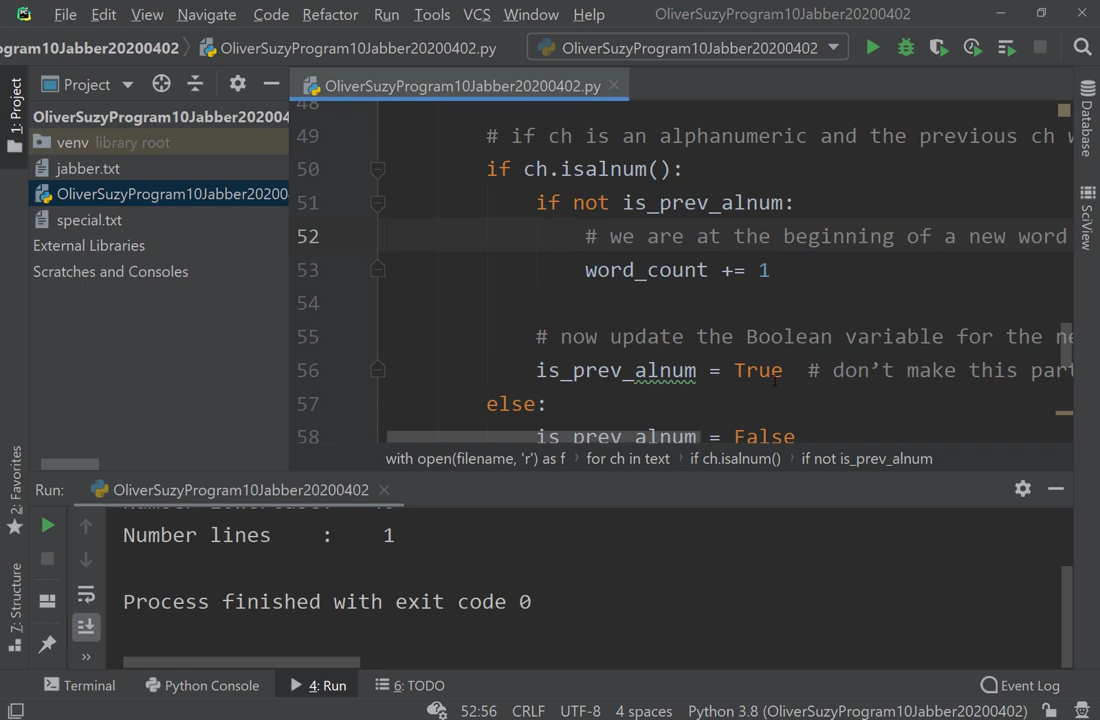 File Edit View Navigate Code Refactor Run Tools VCS Window Help OliverSuzyProgram10Jabber20200402
ogram10Jabber20200402 OliverSuzyProgram10Jabber20200402.py OliverSuzyProgram10Jabber20200402
1: Project
Project
OliverSuzyProgram10Jabber20200402.py
OliverSuzyProgram10Jabber202004
venv library root
jabber.txt
OliverSuzyProgram10Jabber20200
special.txt
External Libraries
Scratches and Consoles
48
49 # if ch is an alphanumeric and the previous ch w
50 if ch.isalnum():
51 if not is_prev_alnum:
52 # we are at the beginning of a new word
53 word_count += 1
54
55 # now update the Boolean variable for the ne
56 is_prev_alnum = True # don't make this part
57 else:
58 is_prev_alnum = False
with open(filename, 'r') as f for ch in text if ch.isalnum() if not is_prev_alnum
Database
SciView
2: Favorites
7: Structure
Run: OliverSuzyProgram10Jabber20200402
Number lines : 1
Process finished with exit code 0
Terminal Python Console 4: Run 6: TODO Event Log
52:56 CRLF UTF-8 4 spaces Python 3.8 (OliverSuzyProgram10Jabber20200402)